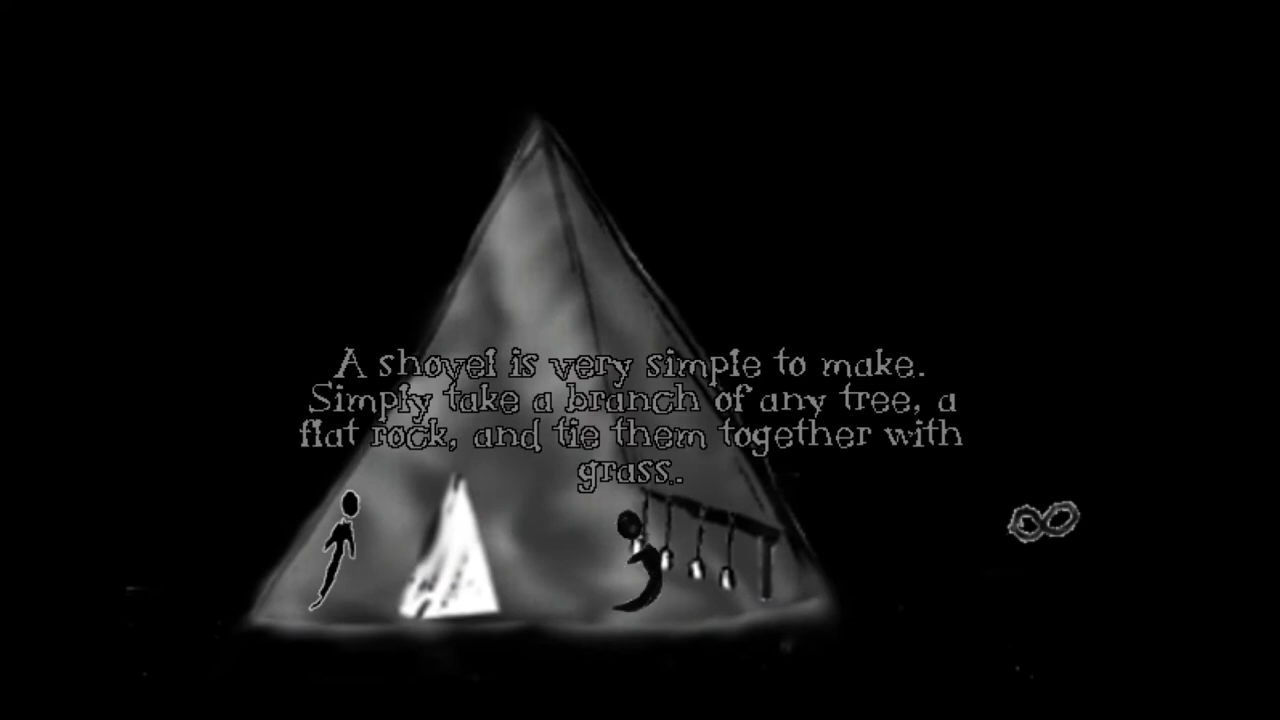 A shovel is very simple to make.
Simply take a branch of any tree, a
flat rock, and tie them together with
grass.